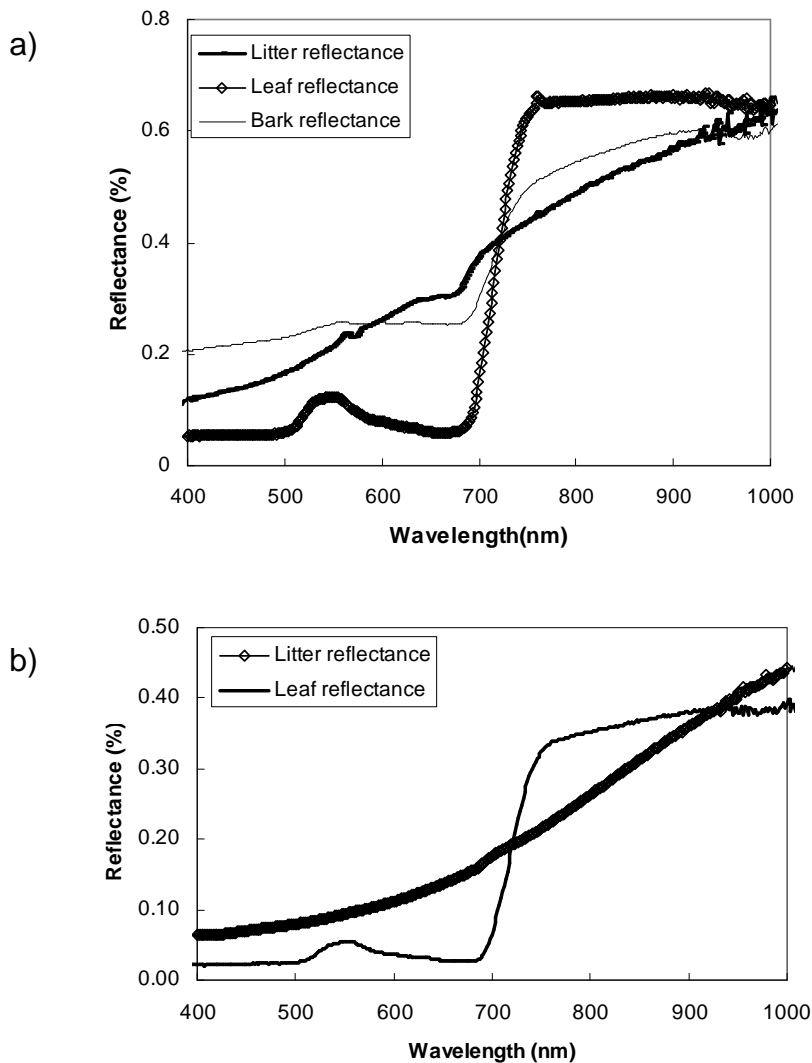 a)
0.8
0.6
0.4
0.2
0
Reflectance (%)
Litter reflectance
Leaf reflectance
Bark reflectance
400 500 600 700 800 900 1000
Wavelength(nm)
b)
0.50
0.40
0.30
0.20
0.10
0.00
Reflectance (%)
Litter reflectance
Leaf reflectance
400 500 600 700 800 900 1000
Wavelength (nm)